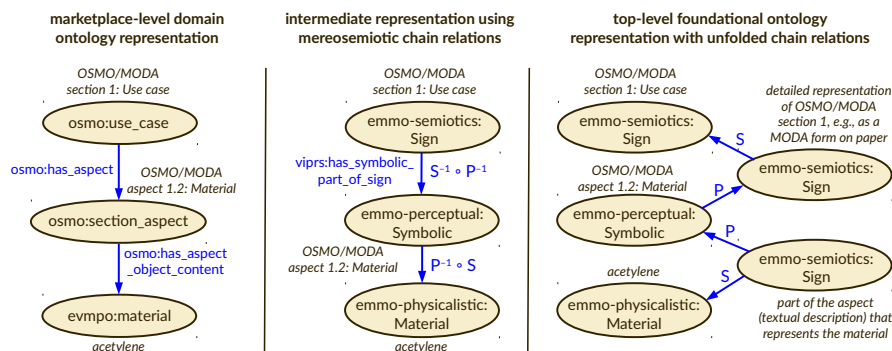 marketplace-level domain
ontology representation
OSMO/MODA
section 1: Use case
osmo:use_case
osmo:has_aspect
OSMO/MODA
aspect 1.2: Material
osmo:section_aspect
osmo:has_aspect
_object_content
evmpo:material
acetylene
intermediate representation using
mereosemiotic chain relations
OSMO/MODA
section 1: Use case
emmo-semiotics:
Sign
viprs:has_symbolic_
part_of_sign
S⁻¹ ∘ P⁻¹
emmo-perceptual:
Symbolic
OSMO/MODA
aspect 1.2: Material
P⁻¹ ∘ S
emmo-physicalistic:
Material
acetylene
top-level foundational ontology
representation with unfolded chain relations
OSMO/MODA
section 1: Use case
emmo-semiotics:
Sign
detailed representation
of OSMO/MODA
section 1, e.g., as a
MODA form on paper
S
emmo-semiotics:
Sign
OSMO/MODA
aspect 1.2: Material
P
emmo-perceptual:
Symbolic
P
emmo-semiotics:
Sign
acetylene
S
emmo-physicalistic:
Material
part of the aspect
(textual description) that
represents the material